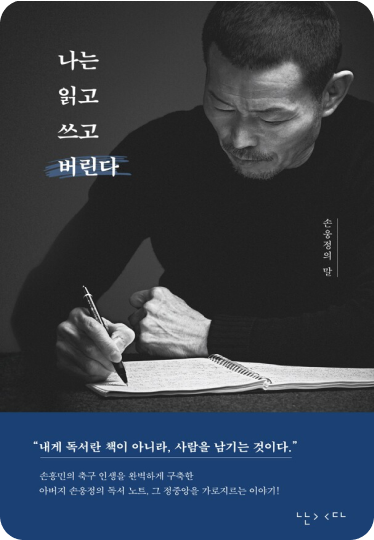 나는
읽고
쓰고
버린다
손웅정의 말
“내게 독서란 책이 아니라, 사람을 남기는 것이다.”
손흥민의 축구 인생을 완벽하게 구축한
아버지 손웅정의 독서 노트, 그 정중앙을 가로지르는 이야기!
난다